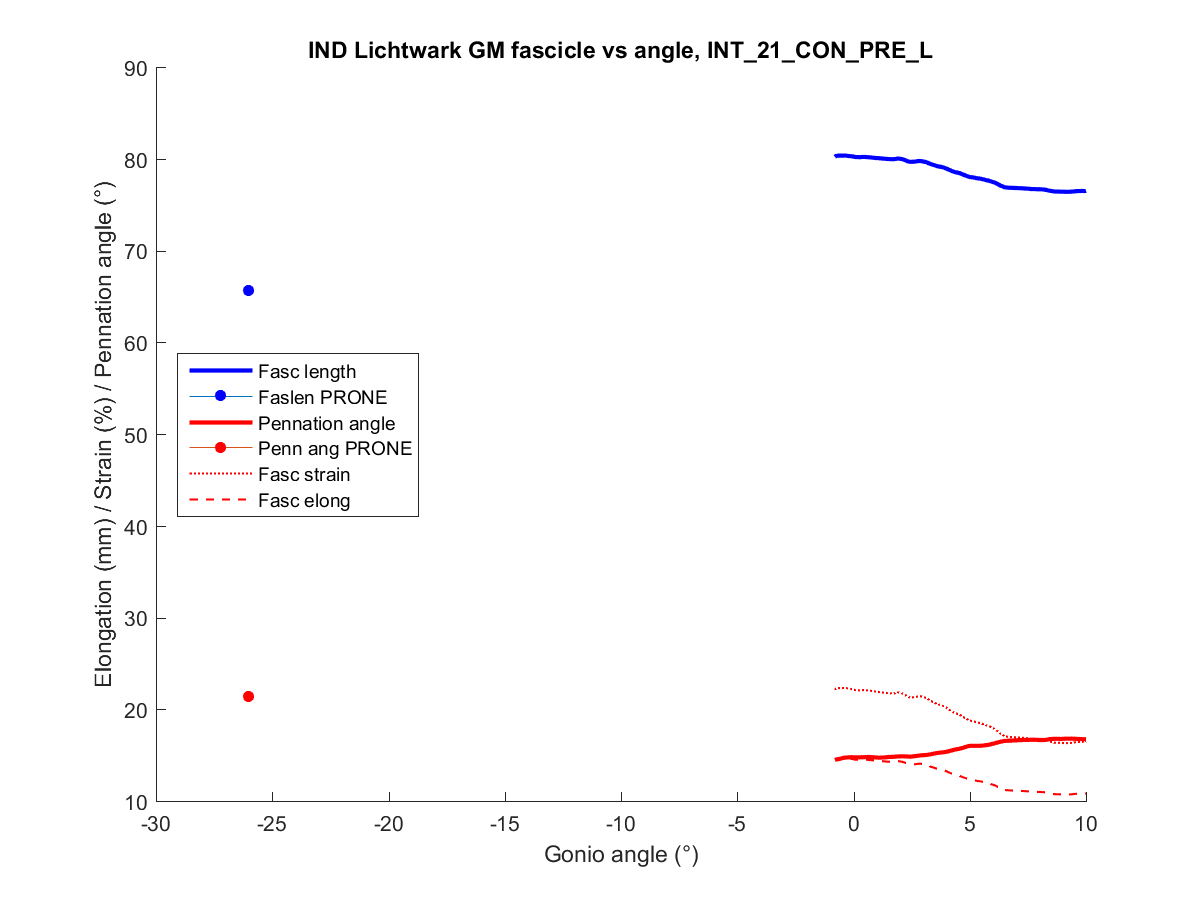 IND Lichtwark GM fascicle vs angle, INT_21_CON_PRE_L
Elongation (mm) / Strain (%) / Pennation angle (°)
90
80
70
60
50
40
30
20
10
Fasc length
Faslen PRONE
Pennation angle
Penn ang PRONE
Fasc strain
Fasc elong
-30 -25 -20 -15 -10 -5 0 5 10
Gonio angle (°)